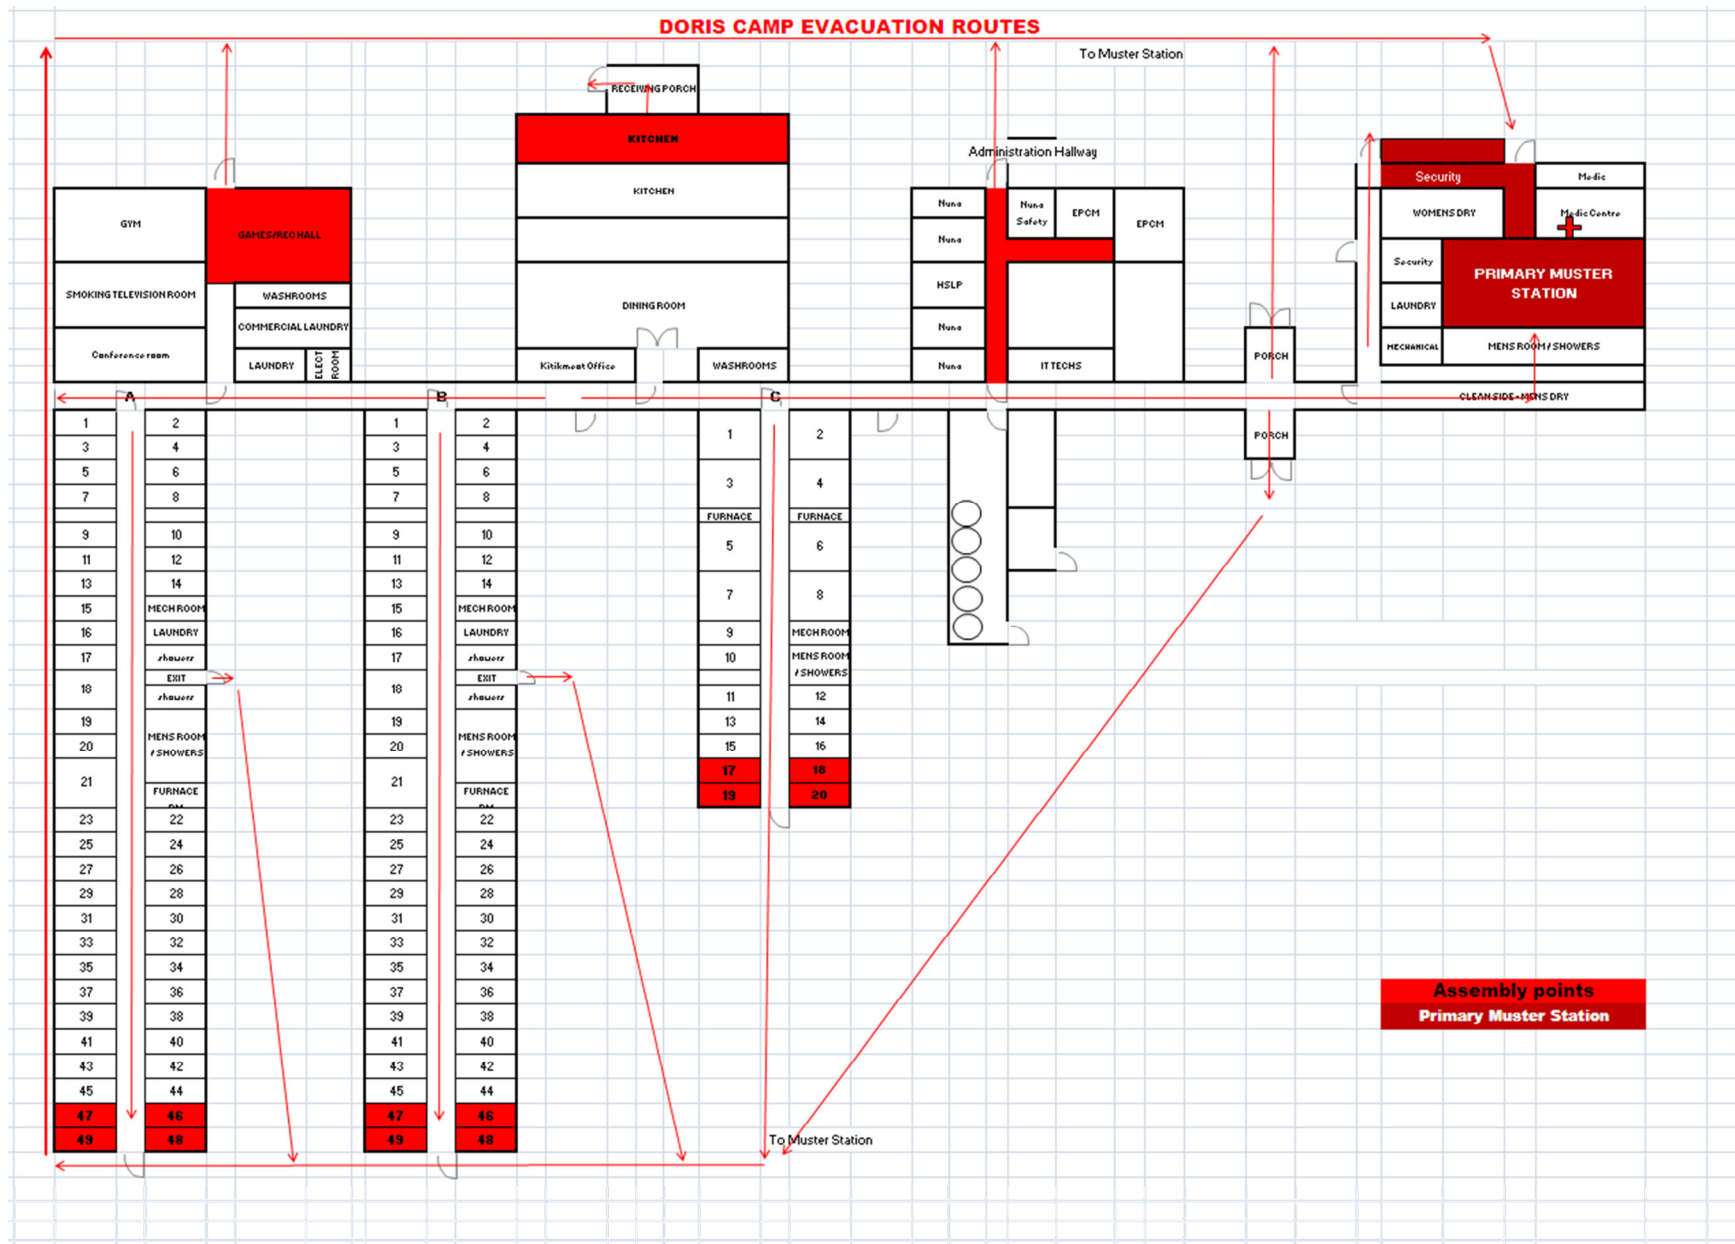 DORIS CAMP EVACUATION ROUTES
To Muster Station
RECEIVING PORCH
KITCHEN
KITCHEN
DINING ROOM
Kitikmeot Office
WASHROOMS
GYM
GAMES/REC HALL
SMOKING TELEVISION ROOM
WASHROOMS
COMMERCIAL LAUNDRY
Conference room
LAUNDRY
ELECT
ROOM
Administration Hallway
Nuna
Nuna
HSLP
Nuna
Nuna
Nuna
Safety
EPCM
EPCM
IT TECHS
PORCH
Security
Medic
WOMENS DRY
Medic Centre
Security
PRIMARY MUSTER
STATION
LAUNDRY
MECHANICAL
MENS ROOM / SHOWERS
CLEAN SIDE - MENS DRY
PORCH
A
1
2
3
4
5
6
7
8
9
10
11
12
13
14
15
MECH ROOM
16
LAUNDRY
17
showers
EXIT
18
showers
19
MENS ROOM
/ SHOWERS
20
21
FURNACE
RM
23
22
25
24
27
26
29
28
31
30
33
32
35
34
37
36
39
38
41
40
43
42
45
44
47
46
49
48
B
1
2
3
4
5
6
7
8
9
10
11
12
13
14
15
MECH ROOM
16
LAUNDRY
17
showers
EXIT
18
showers
19
MENS ROOM
/ SHOWERS
20
21
FURNACE
RM
23
22
25
24
27
26
29
28
31
30
33
32
35
34
37
36
39
38
41
40
43
42
45
44
47
46
49
48
C
1
2
3
4
FURNACE
FURNACE
5
6
7
8
9
MECH ROOM
10
MENS ROOM
/ SHOWERS
11
12
13
14
15
16
17
18
19
20
To Muster Station
Assembly points
Primary Muster Station